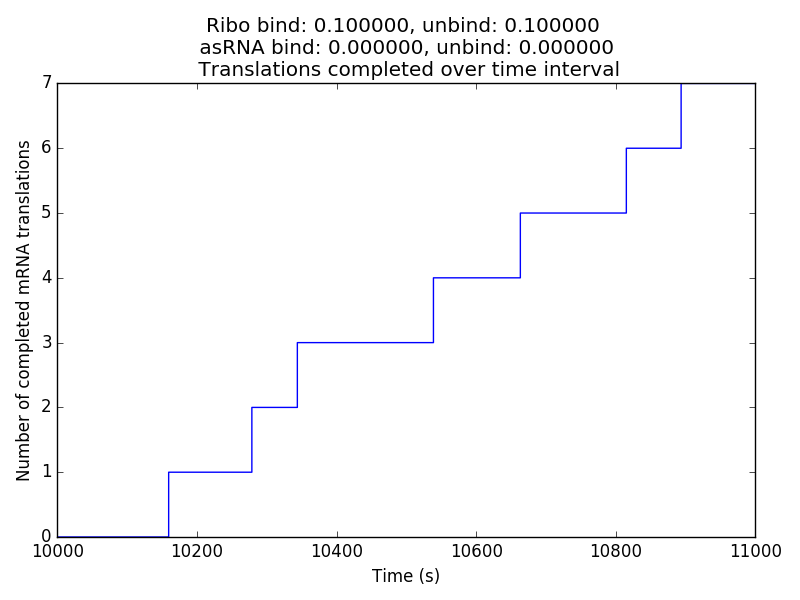 Ribo bind: 0.100000, unbind: 0.100000
asRNA bind: 0.000000, unbind: 0.000000
Translations completed over time interval
Number of completed mRNA translations
7
6
5
4
3
2
1
0
10000 10200 10400 10600 10800 11000
Time (s)